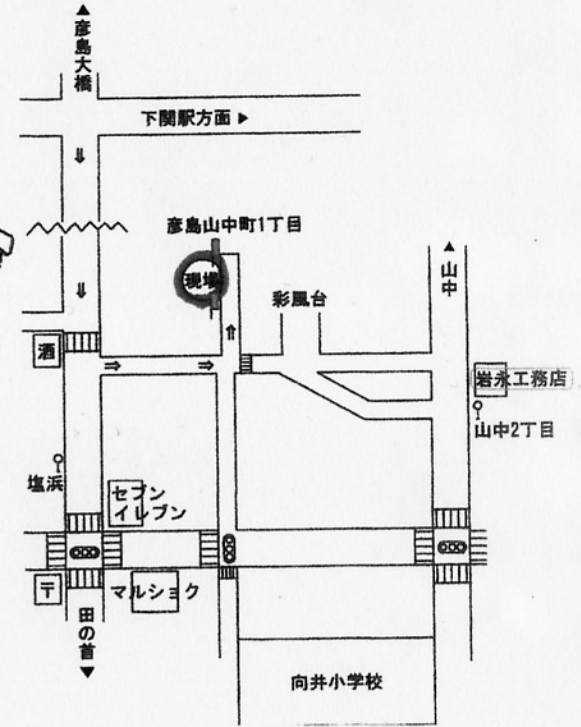 ▲彦島大橋
下関駅方面 ▶
彦島山中町1丁目
現場
▲山中
彩風台
酒
岩永工務店
山中2丁目
塩浜
セブン
イレブン
〒
マルショク
田の首▼
向井小学校